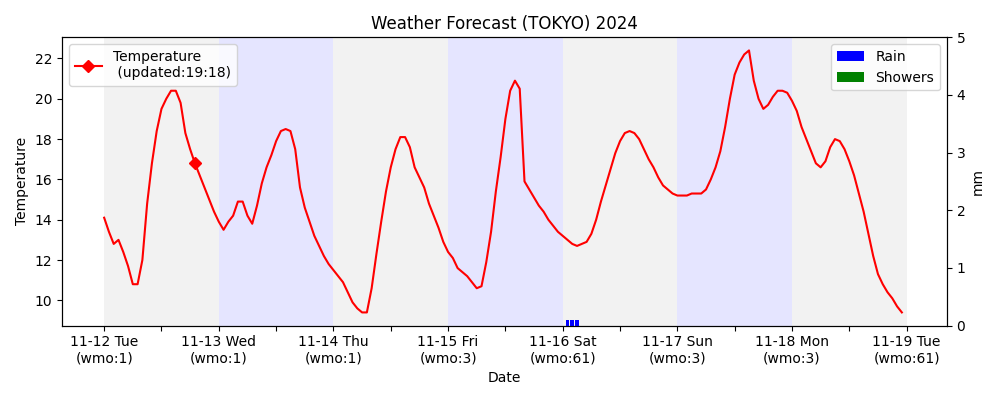 Weather Forecast (TOKYO) 2024
Temperature
(updated:19:18)
Rain
Showers
Temperature
22
20
18
16
14
12
10
5
4
3
2
1
0
mm
11-12 Tue
(wmo:1)
11-13 Wed
(wmo:1)
11-14 Thu
(wmo:1)
11-15 Fri
(wmo:3)
11-16 Sat
(wmo:61)
11-17 Sun
(wmo:3)
11-18 Mon
(wmo:3)
11-19 Tue
(wmo:61)
Date